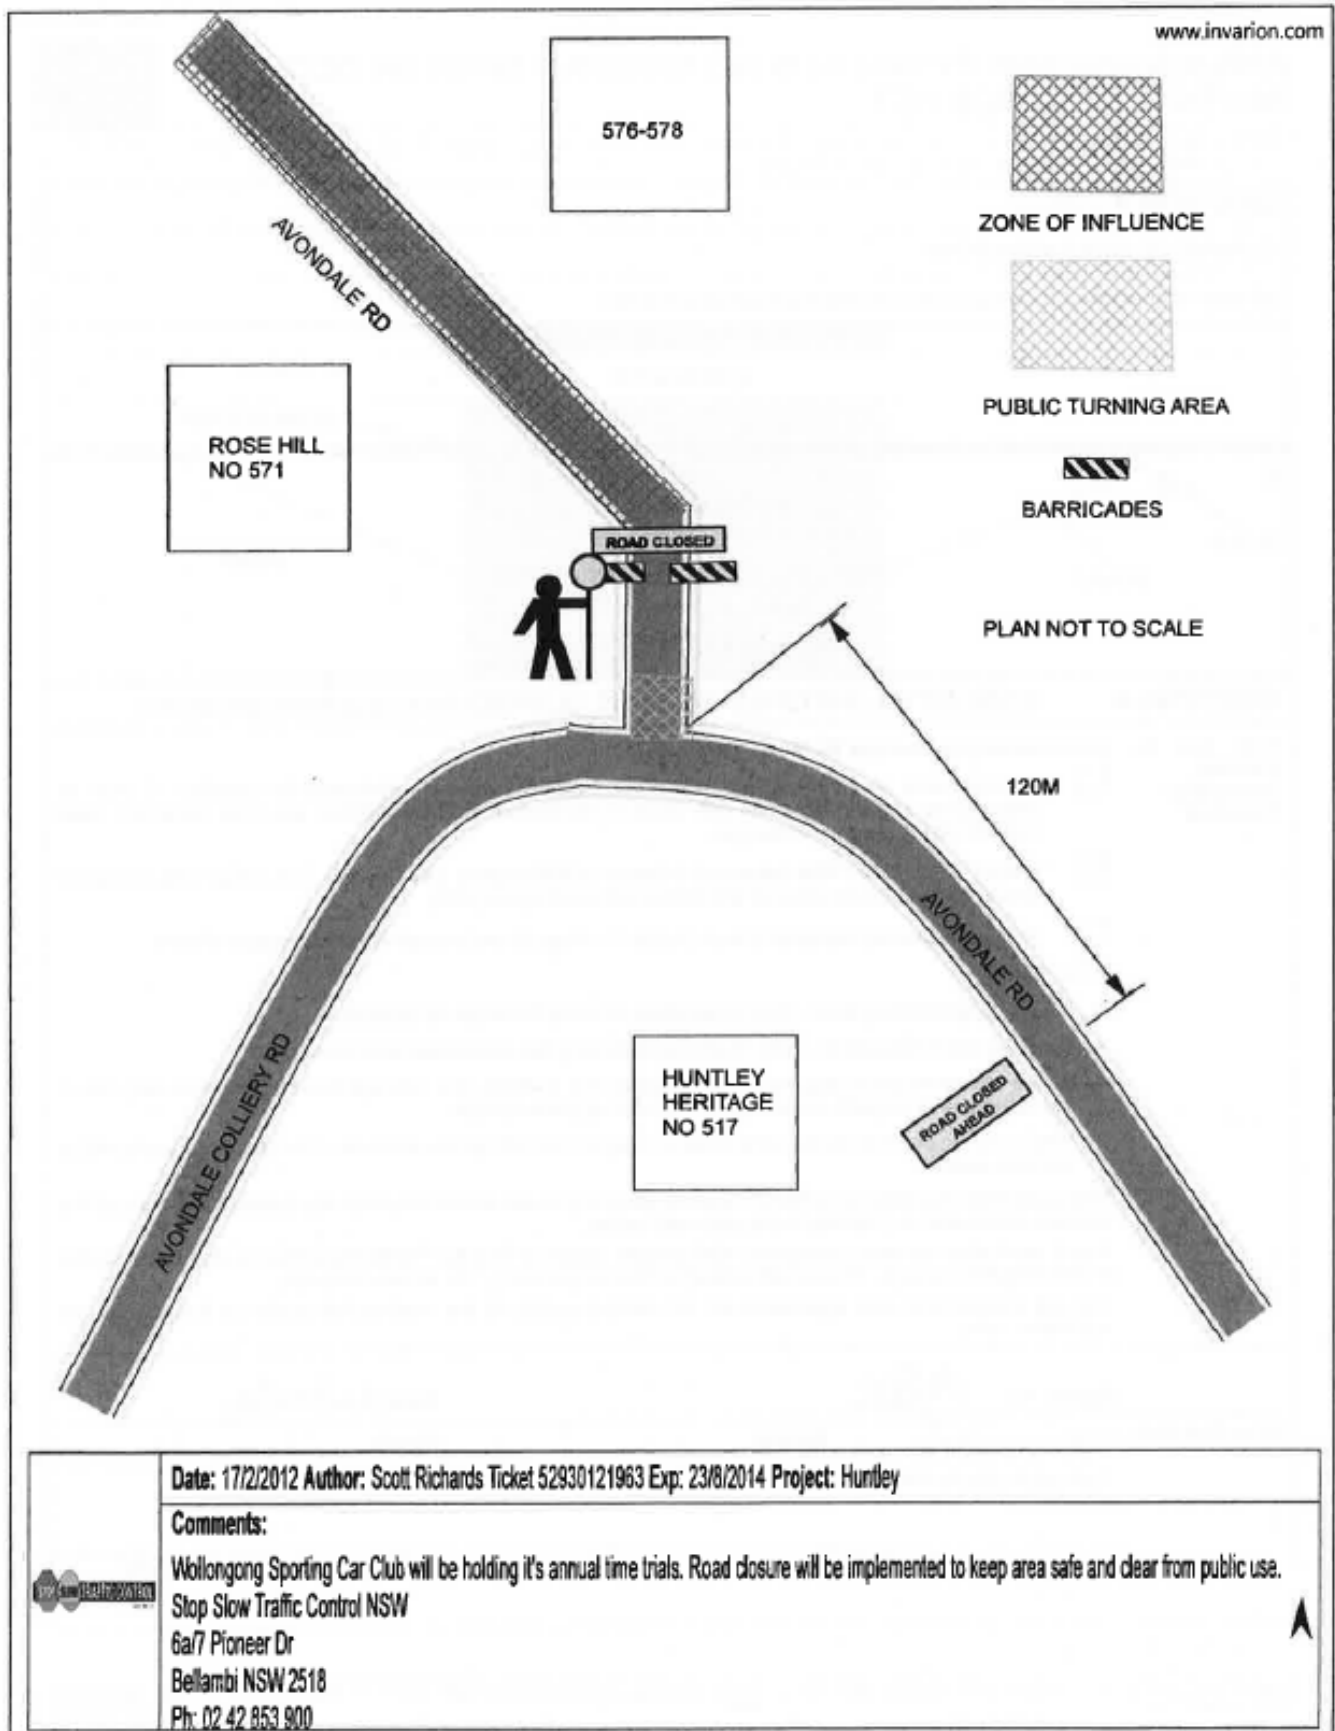 www.invarion.com
576-578
ZONE OF INFLUENCE
AVONDALE RD
PUBLIC TURNING AREA
ROSE HILL
NO 571
BARRICADES
ROAD CLOSED
PLAN NOT TO SCALE
120M
AVONDALE RD
AVONDALE COLLIERY RD
HUNTLEY
HERITAGE
NO 517
ROAD CLOSED
AHEAD
Date: 17/2/2012 Author: Scott Richards Ticket 52930121963 Exp: 23/8/2014 Project: Huntley
Comments:
Wollongong Sporting Car Club will be holding it's annual time trials. Road closure will be implemented to keep area safe and clear from public use.
STOP SLOW TRAFFIC CONTROL
Stop Slow Traffic Control NSW
6a/7 Pioneer Dr
Bellambi NSW 2518
Ph: 02 42 853 900